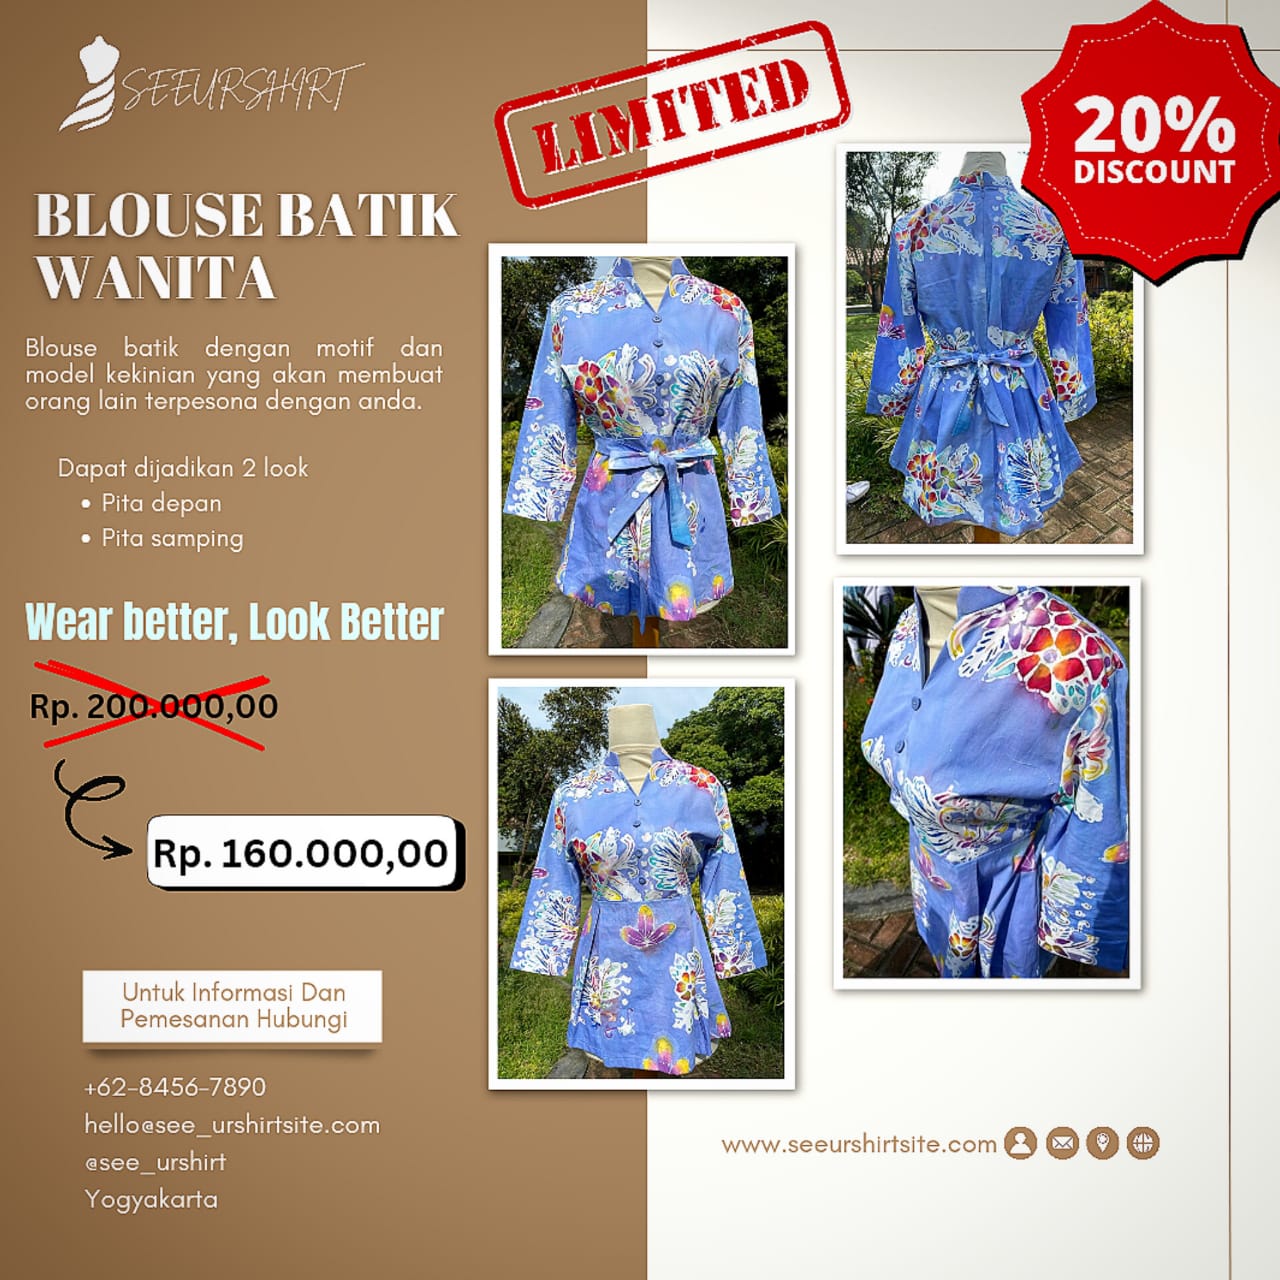 SEEURSHIRT
LIMITED
20%
DISCOUNT
BLOUSE BATIK
WANITA
Blouse batik dengan motif dan
model kekinian yang akan membuat
orang lain terpesona dengan anda.
Dapat dijadikan 2 look
• Pita depan
• Pita samping
Wear better, Look Better
Rp. 200.000,00
Rp. 160.000,00
Untuk Informasi Dan
Pemesanan Hubungi
+62-8456-7890
hello@see_urshirtsite.com
@see_urshirt
Yogyakarta
www.seeurshirtsite.com